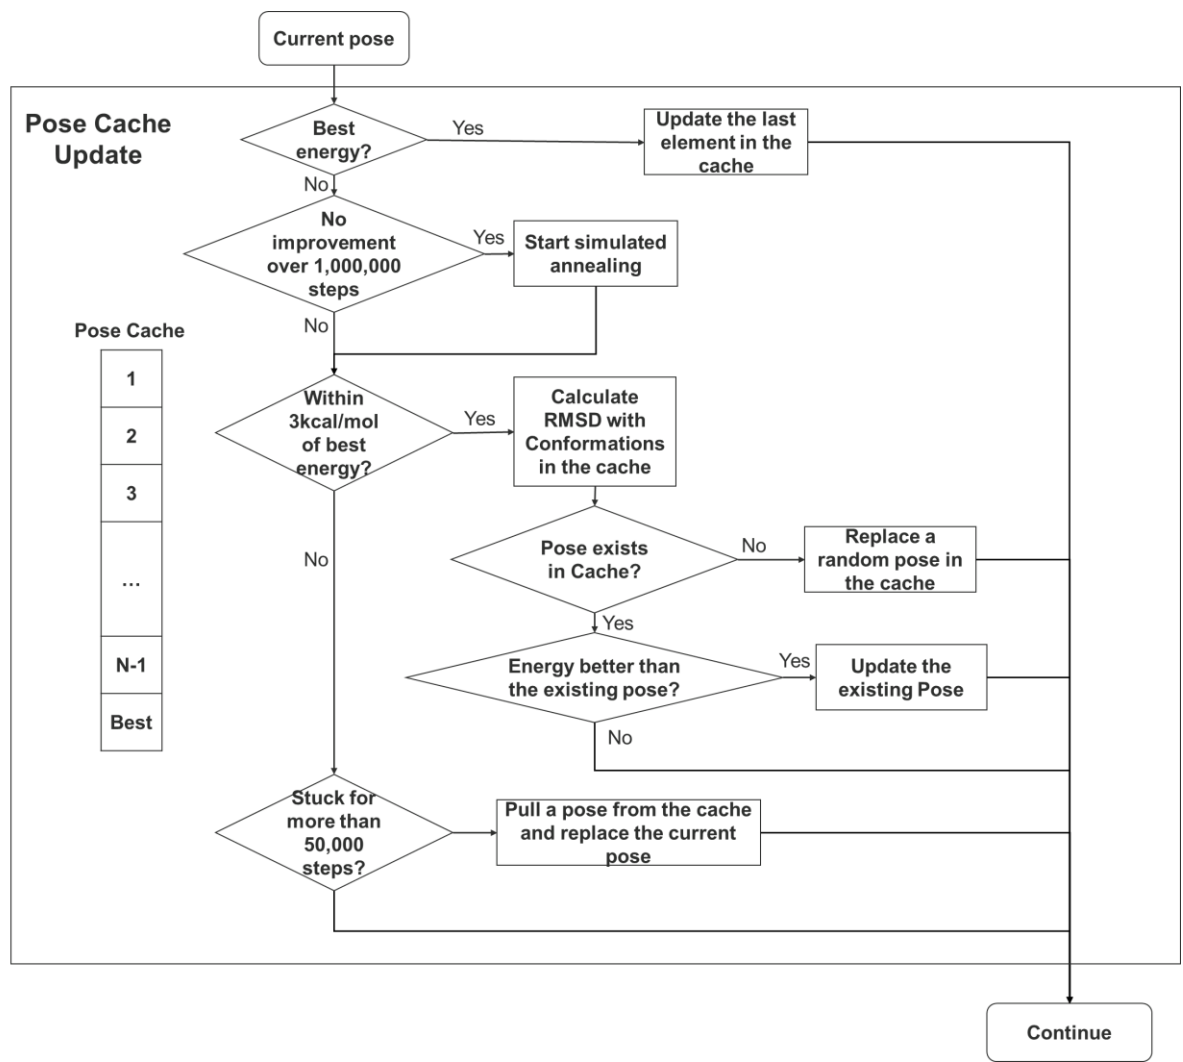 Current pose
Pose Cache
Update
Best
energy?
Yes
Update the last
element in the
cache
No
No
improvement
over 1,000,000
steps
Yes
Start simulated
annealing
No
Pose Cache
1
2
3
...
N-1
Best
Within
3kcal/mol
of best
energy?
Yes
Calculate
RMSD with
Conformations
in the cache
No
Pose exists
in Cache?
No
Replace a
random pose in
the cache
Yes
Energy better than
the existing pose?
Yes
Update the
existing Pose
No
Stuck for
more than
50,000
steps?
Pull a pose from the cache
and replace the current
pose
Continue